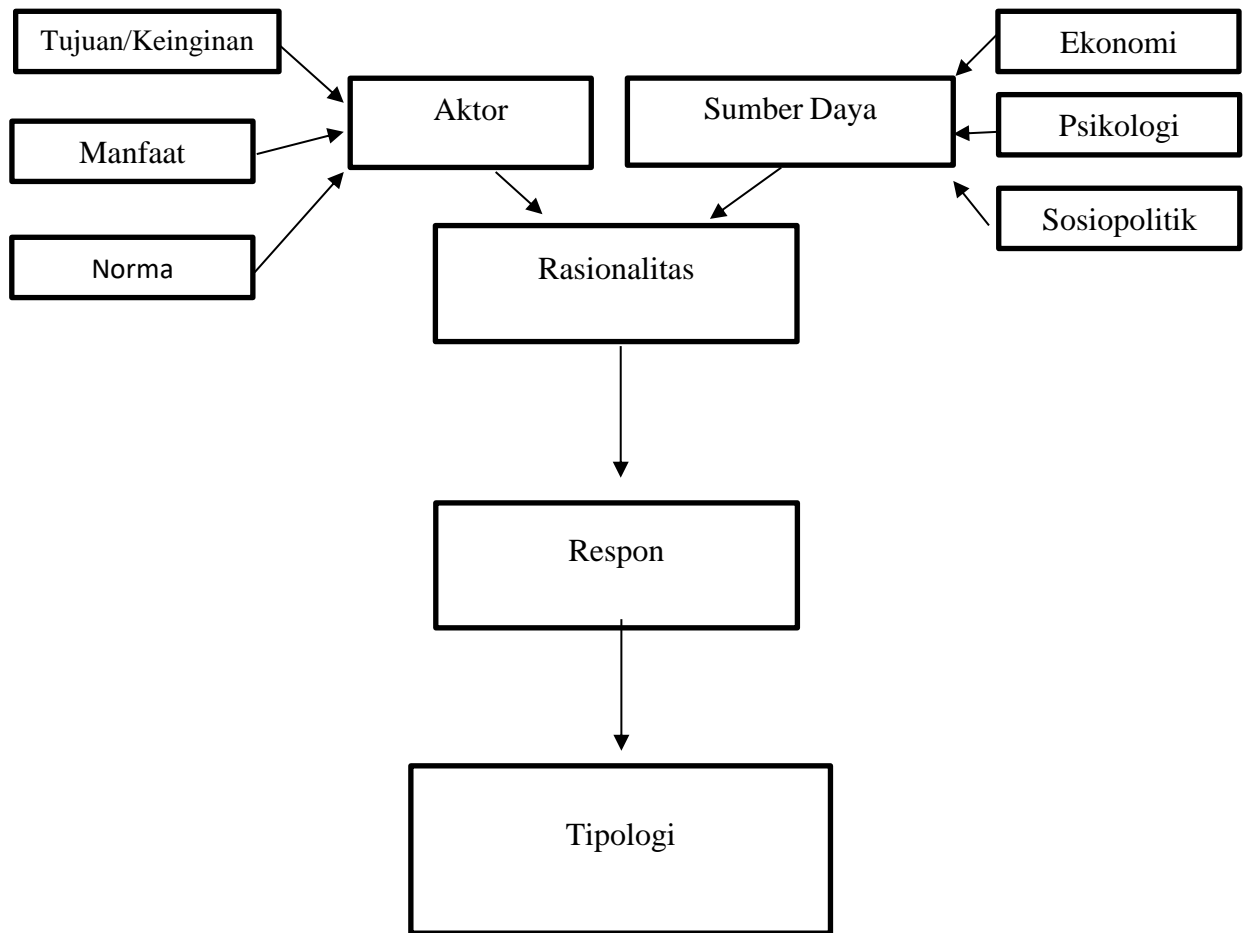 Tujuan/Keinginan
Ekonomi
Aktor
Sumber Daya
Psikologi
Manfaat
Sosiopolitik
Norma
Rasionalitas
Respon
Tipologi